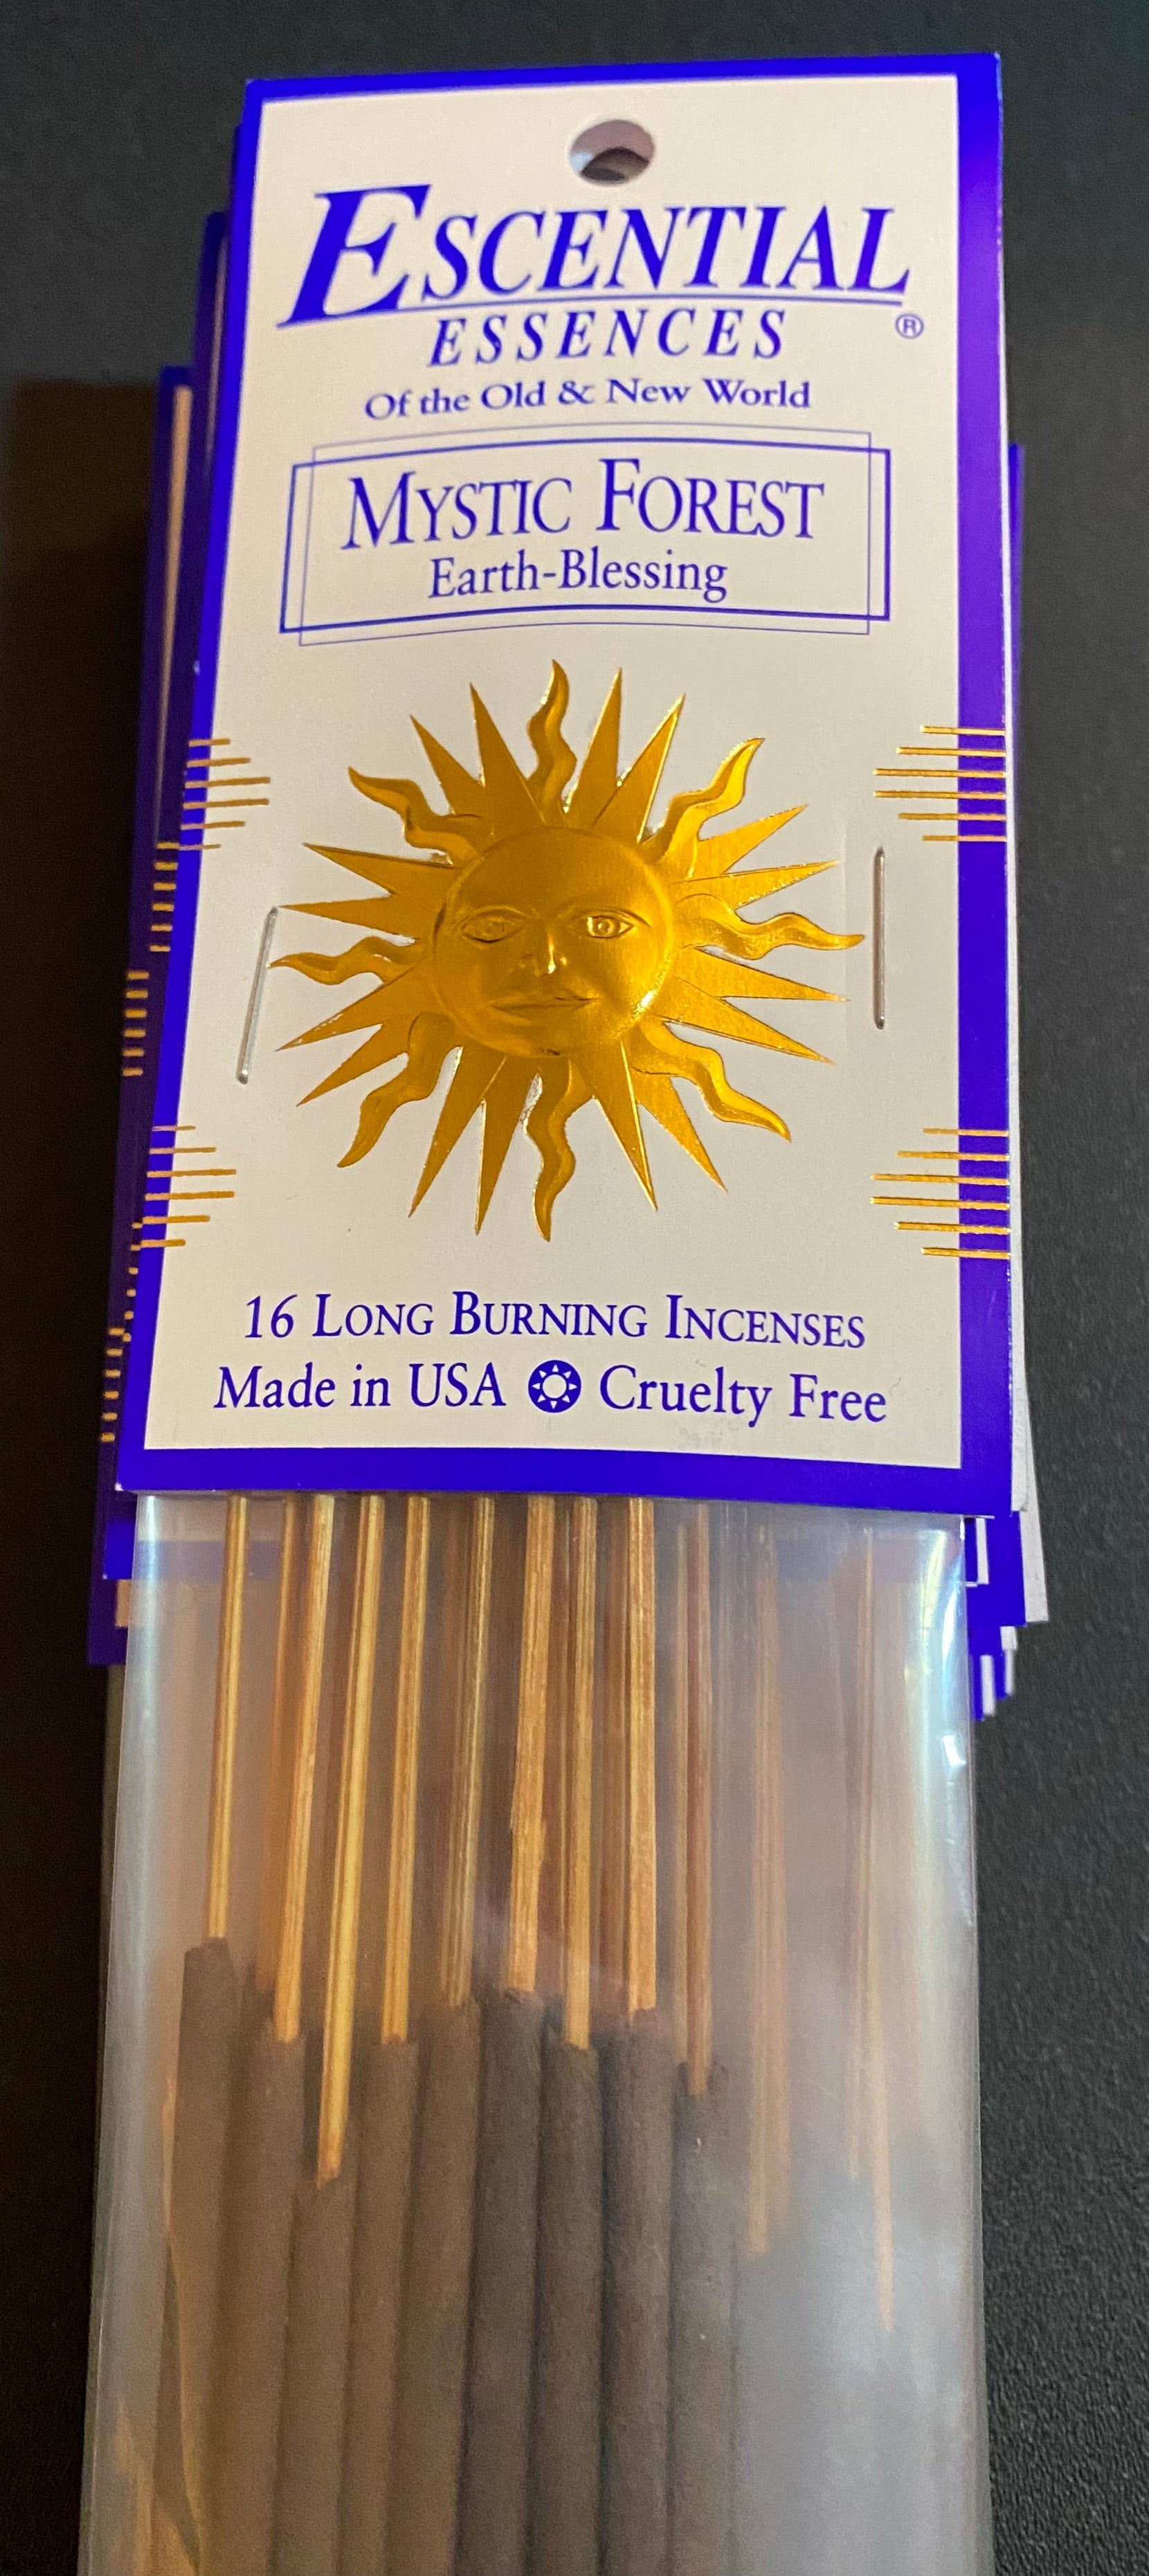 ESCENTIAL
ESSENCES ®
Of the Old & New World
MYSTIC FOREST
Earth-Blessing
16 LONG BURNING INCENSES
Made in USA Cruelty Free